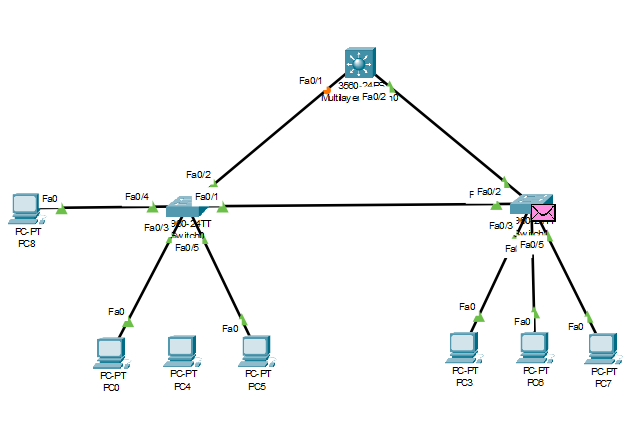 Fa0/1
3560-24PS
Fa0/2
Fa0/2
Fa0/2
Fa0
Fa0/4
Fa0/1
PC-PT
PC8
Fa0/3
Fa0/5
Fa0/3
Fa0/5
Fa0
Fa0
Fa0
Fa0
Fa0
PC-PT
PC0
PC-PT
PC4
PC-PT
PC5
PC-PT
PC3
PC-PT
PC6
PC-PT
PC7